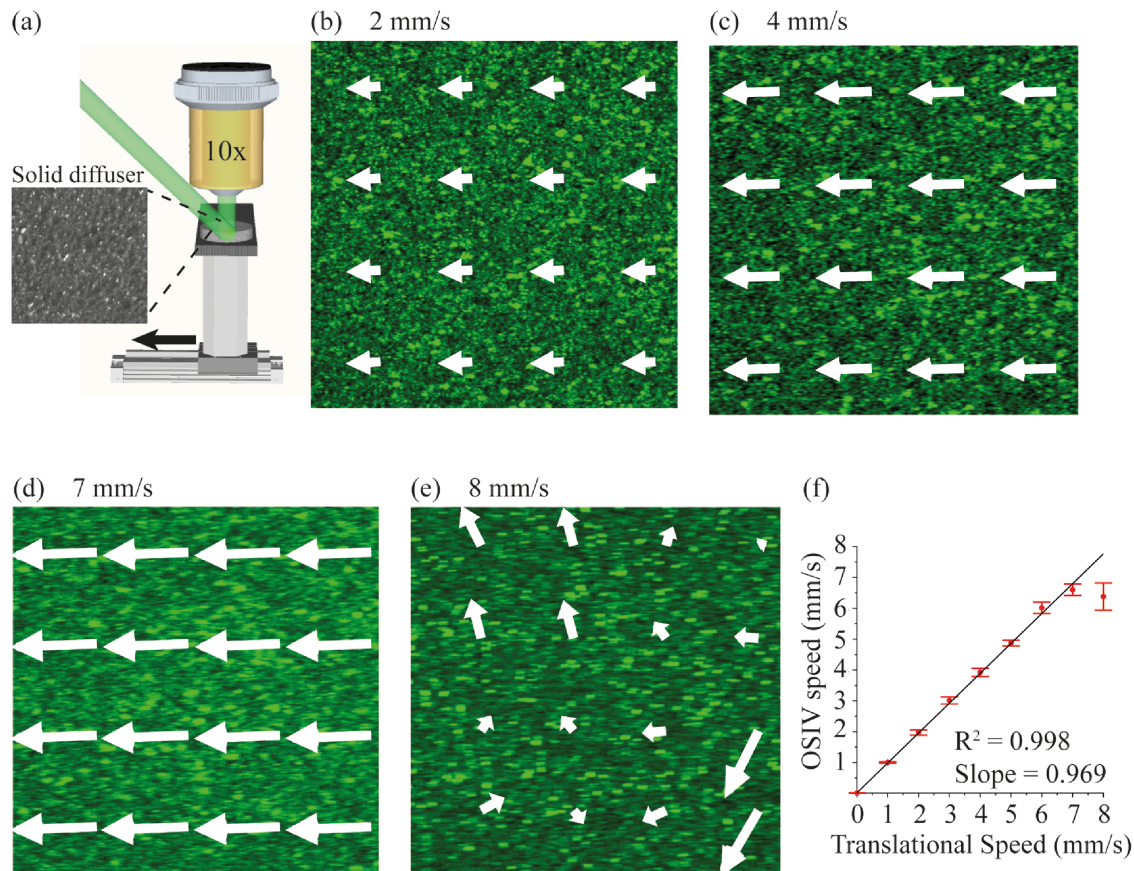 (a)
10x
Solid diffuser
(b) 2 mm/s
(c) 4 mm/s
(d) 7 mm/s
(e) 8 mm/s
(f)
OSIV speed (mm/s)
8
7
6
5
4
3
2
1
R² = 0.998
Slope = 0.969
0 1 2 3 4 5 6 7 8
Translational Speed (mm/s)